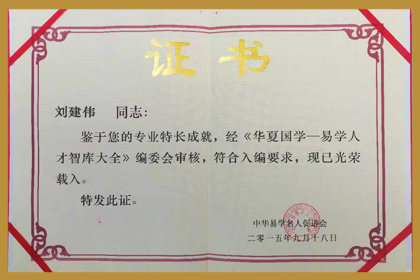 证书
刘建伟 同志:
鉴于您的专业特长成就，经《华夏国学—易学人
才智库大全》编委会审核，符合入编要求，现已光荣
载入。
特发此证。
中华易学名人促进会
二零一五年九月十八日